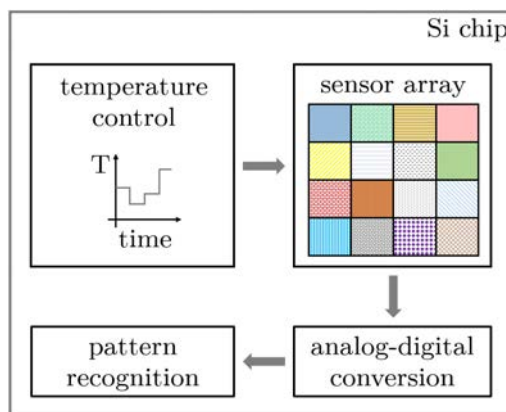 Si chip
temperature
control
T
time
sensor array
analog-digital
conversion
pattern
recognition